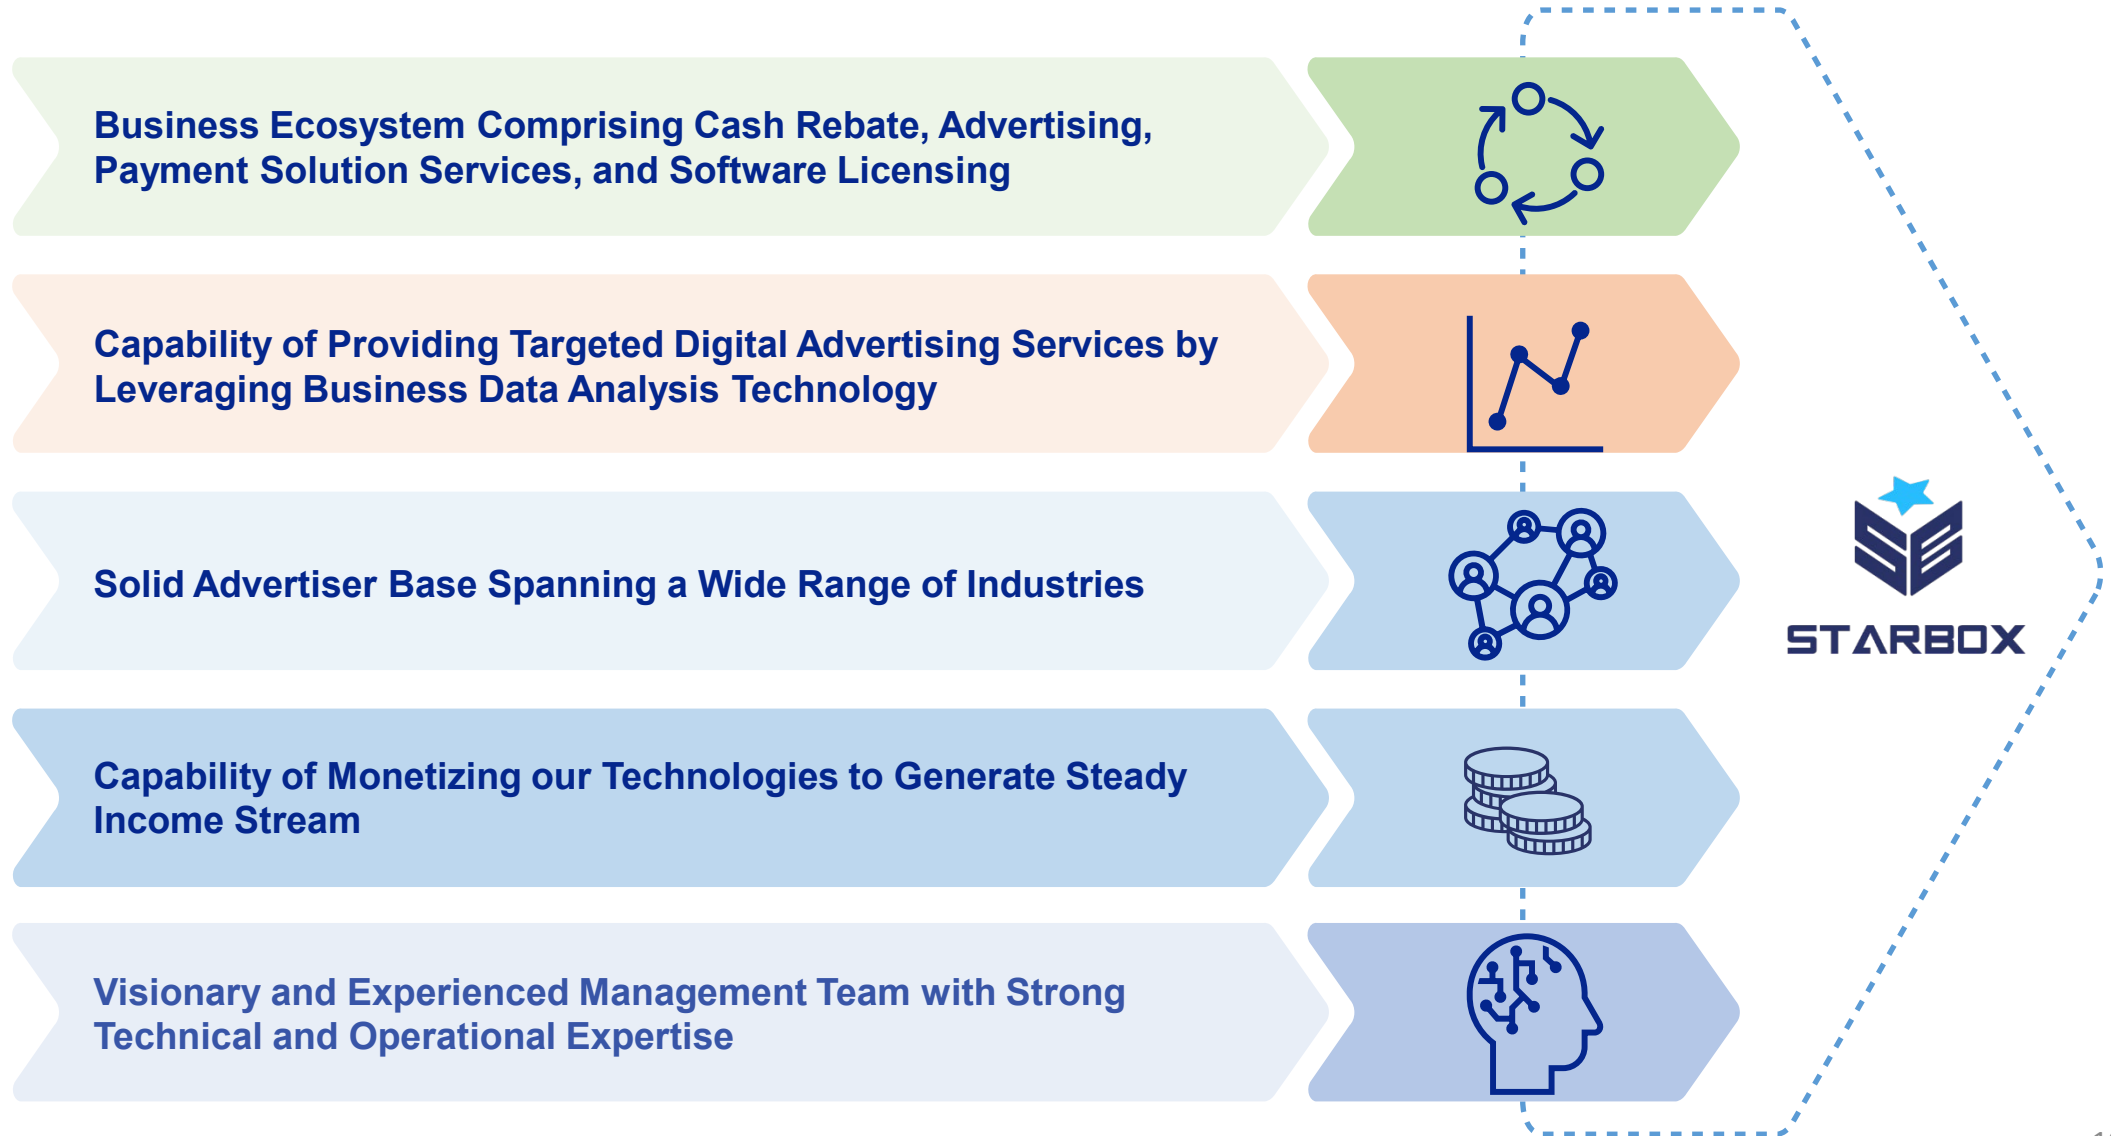 Business Ecosystem Comprising Cash Rebate, Advertising,
Payment Solution Services, and Software Licensing
Capability of Providing Targeted Digital Advertising Services by
Leveraging Business Data Analysis Technology
Solid Advertiser Base Spanning a Wide Range of Industries
STARBOX
Capability of Monetizing our Technologies to Generate Steady
Income Stream
Visionary and Experienced Management Team with Strong
Technical and Operational Expertise